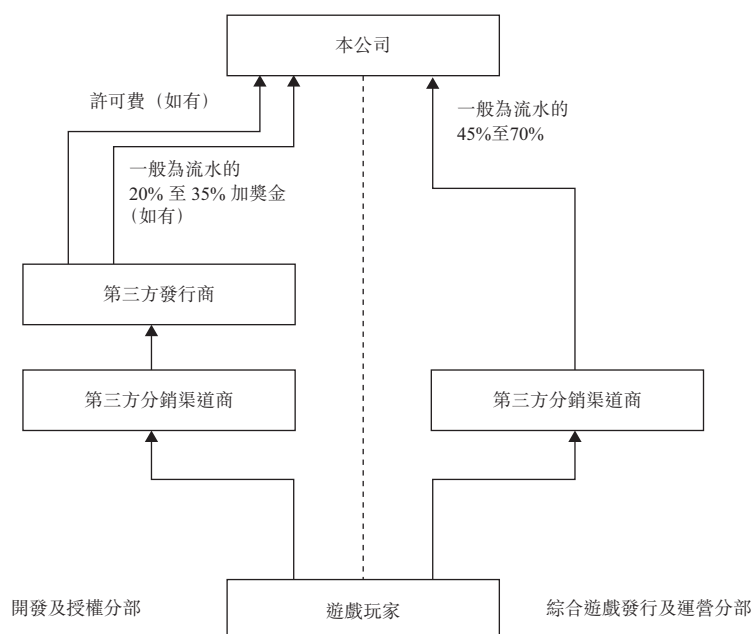 本公司
許可費（如有）
一般為流水的
45%至70%
一般為流水的
20% 至 35% 加獎金
（如有）
第三方發行商
第三方分銷渠道商
第三方分銷渠道商
開發及授權分部
遊戲玩家
綜合遊戲發行及運營分部